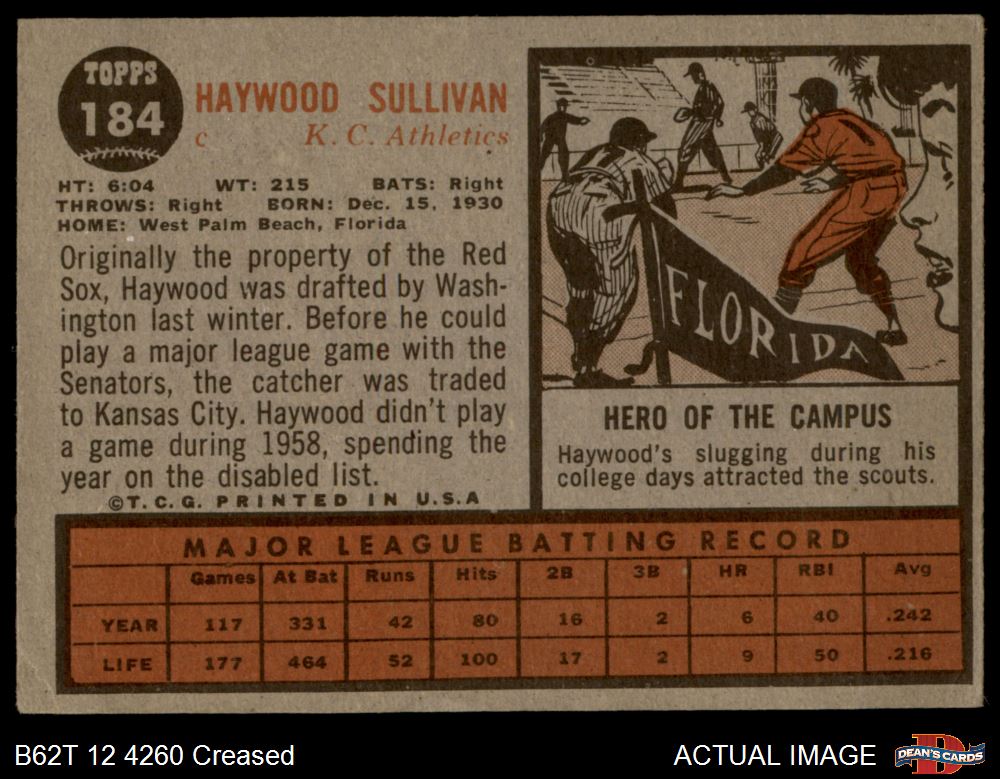 TOPPS
184
HAYWOOD SULLIVAN
c K. C. Athletics
HT: 6:04 WT: 215 BATS: Right
THROWS: Right BORN: Dec. 15, 1930
HOME: West Palm Beach, Florida
Originally the property of the Red
Sox, Haywood was drafted by Wash-
ington last winter. Before he could
play a major league game with the
Senators, the catcher was traded
to Kansas City. Haywood didn't play
a game during 1958, spending the
year on the disabled list.
©T.C.G. PRINTED IN U.S.A
FLORIDA
HERO OF THE CAMPUS
Haywood's slugging during his
college days attracted the scouts.
MAJOR LEAGUE BATTING RECORD
Games At Bat Runs Hits 2B 3B HR RBI Avg
YEAR 117 331 42 80 16 2 6 40 .242
LIFE 177 464 52 100 17 2 9 50 .216
B62T 12 4260 Creased
ACTUAL IMAGE
D
DEAN'S CARDS